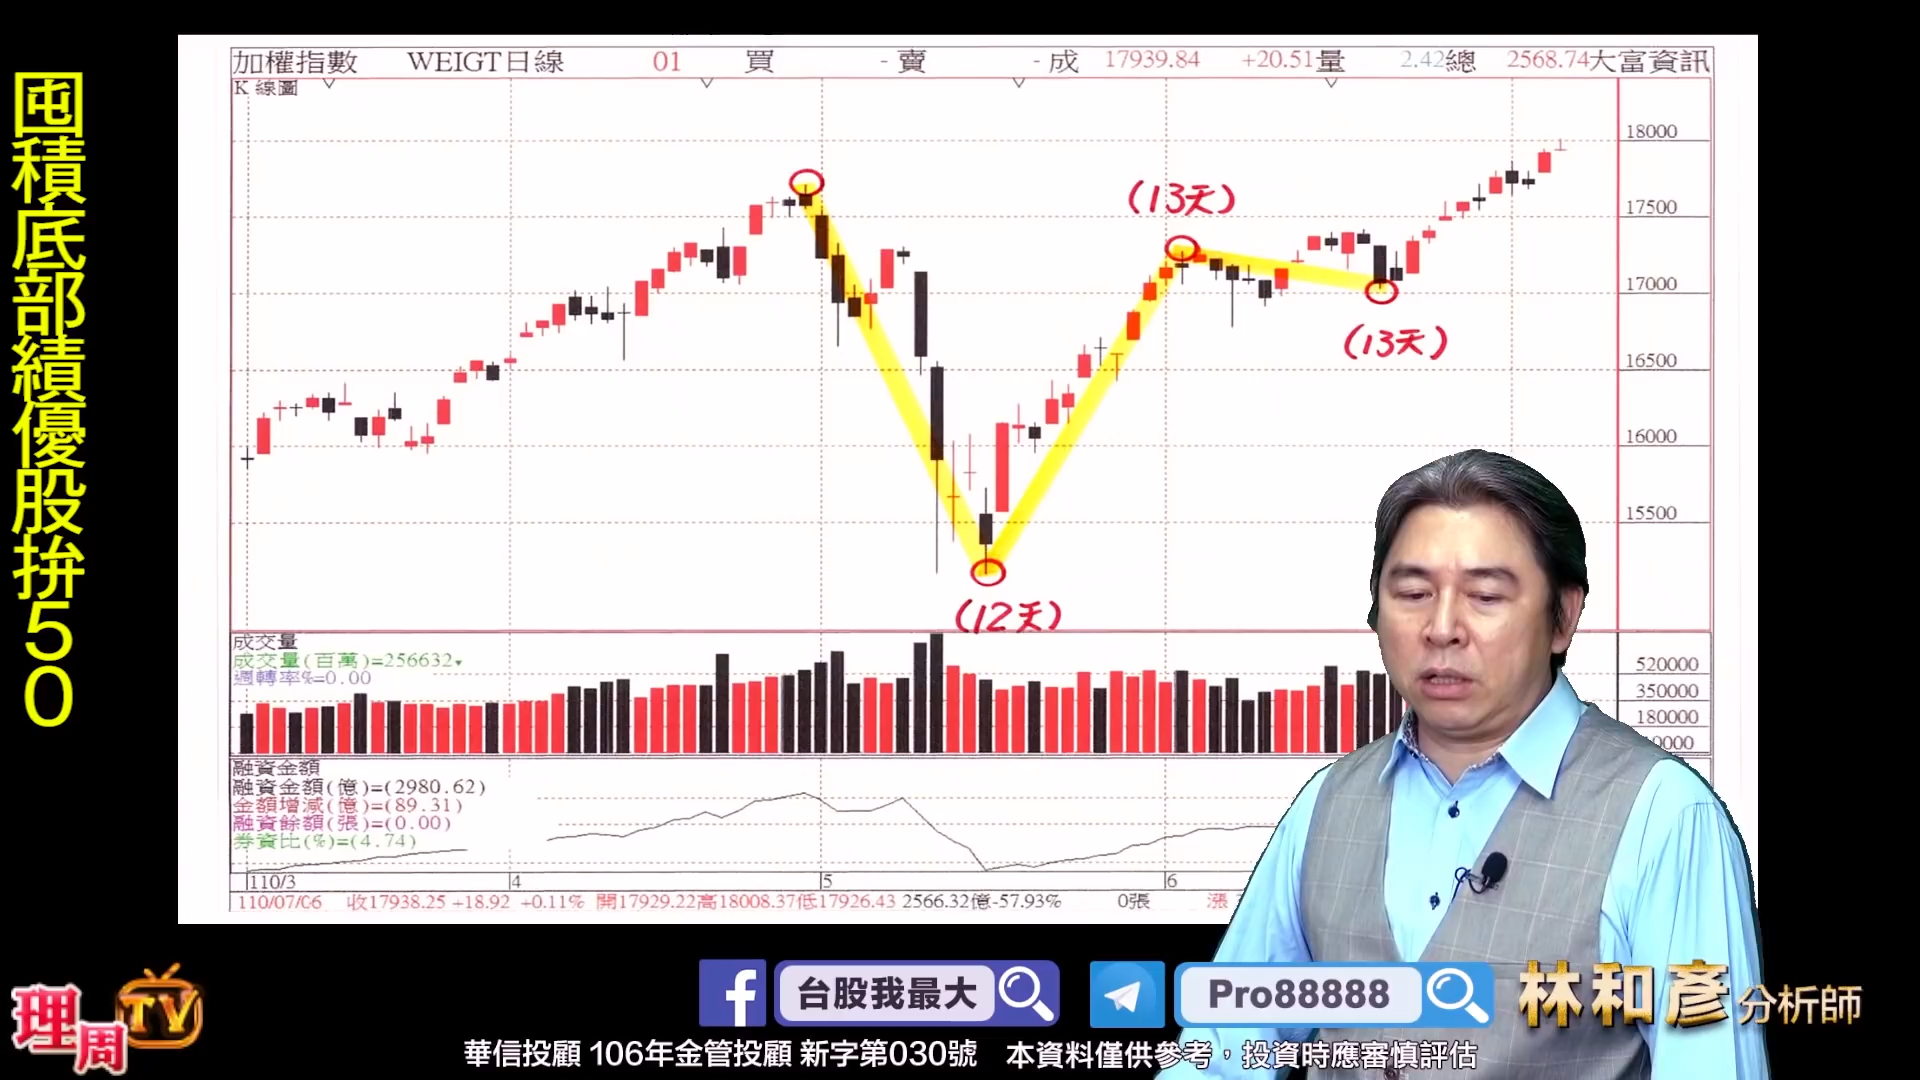 囤積底部績優股拚50
加權指數 WEIGT日線 01 買 -賣 -成 17939.84 +20.51量 2.42總 2568.74大富資訊
K 線圖
18000
17500
17000
16500
16000
15500
(13天)
(13天)
(12天)
成交量
成交量(百萬)=256632
週轉率%=0.00
520000
350000
180000
融資金額
融資金額(億)=(2980.62)
金額增減(億)=(89.31)
融資餘額(張)=(0.00)
券資比(%)=(4.74)
110/3 4 5 6
110/07/06 收17938.25 +18.92 +0.11% 開17929.22高18008.37低17926.43 2566.32億-57.93% 0張 漲
理周TV
台股我最大
Pro88888
林和彥分析師
華信投顧 106年金管投顧 新字第030號 本資料僅供參考,投資時應審慎評估